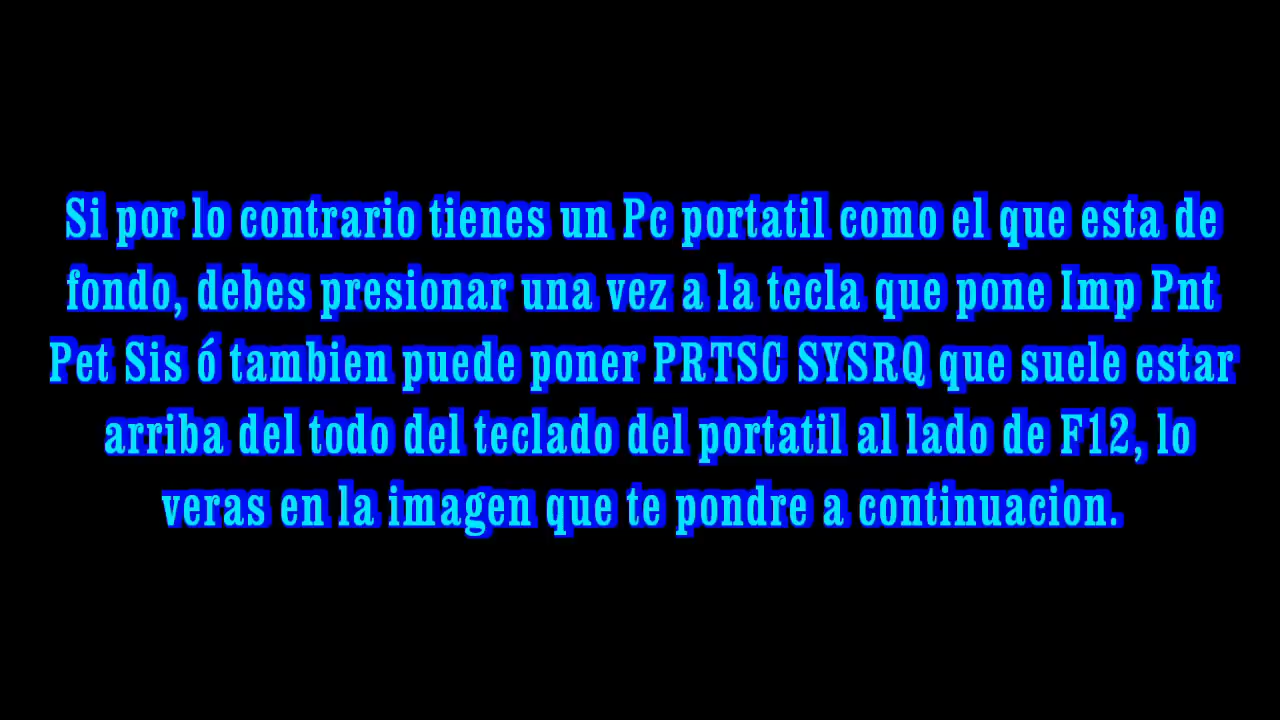 Si por lo contrario tienes un Pc portatil como el que esta de
fondo, debes presionar una vez a la tecla que pone Imp Pnt
Pet Sis ó tambien puede poner PRTSC SYSRQ que suele estar
arriba del todo del teclado del portatil al lado de F12, lo
veras en la imagen que te pondre a continuacion.